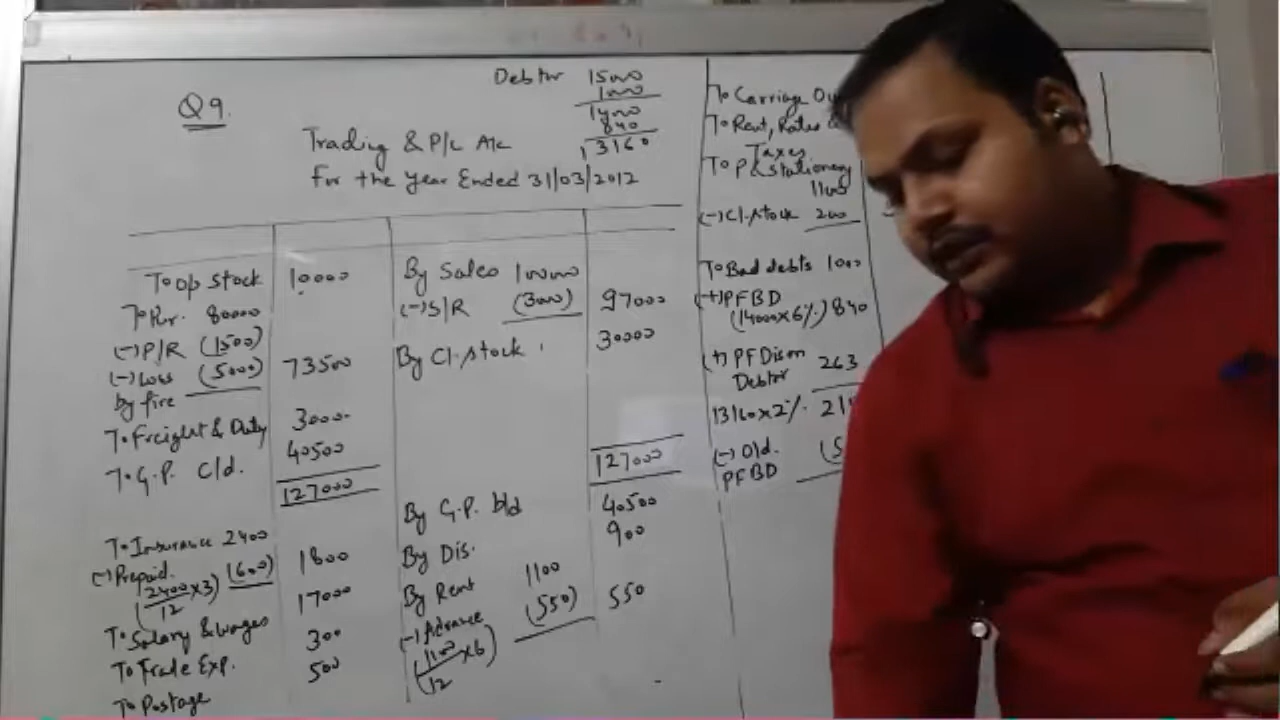 Q9.
Debtor 15000
1000
14000
840
13160
Trading & P/L A/c
for the Year Ended 31/03/2012
To op stock 10000
To Pur. 80000
(-) P/R (1500)
(-) Loss (5000) 73500
by fire
To Freight & Duty 3000
To G.P. C/d. 40500
127000
To Insurance 2400
(-) Prepaid. (600) 1800
(2400/12 x3)
To Salary & wages 17000
To Trade Exp. 300
To Postage 500
By Sales 100000
(-) S/R (3000) 97000
By Cl. stock 30000
127000
By G.P. b/d 40500
By Dis. 900
By Rent 1100
(-) Advance (550) 550
(1100/12 x6)
To Carriage
To Rent, Rates &
Taxes
To P & stationery
1100
(-) Cl. stock 200
To Bad debts 1000
(+) PFBD
(14000x6%) 840
(+) PF Dis on
Debtor 263
13160x2%
(-) Old.
PFBD